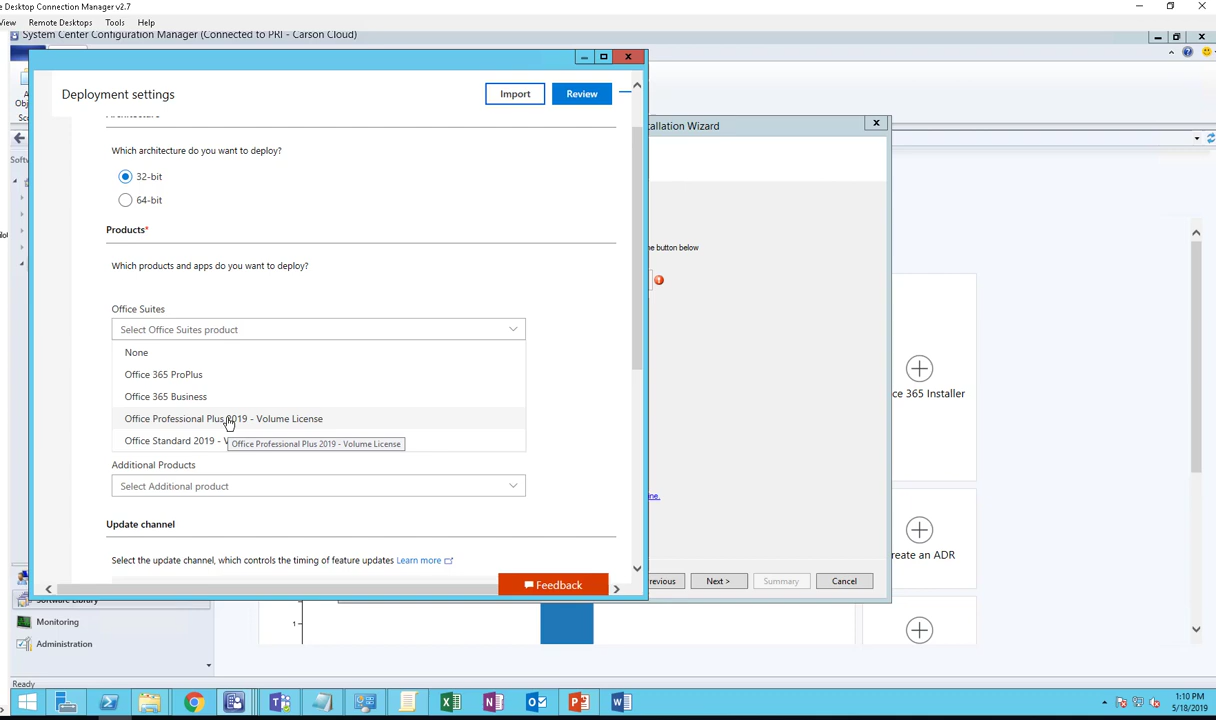 e Desktop Connection Manager v2.7
View Remote Desktops Tools Help
System Center Configuration Manager (Connected to PRI - Carson Cloud)
Deployment settings
Import
Review
Which architecture do you want to deploy?
32-bit
64-bit
Products*
Which products and apps do you want to deploy?
Office Suites
Select Office Suites product
None
Office 365 ProPlus
Office 365 Business
Office Professional Plus 2019 - Volume License
Office Standard 2019 - V
Office Professional Plus 2019 - Volume License
Additional Products
Select Additional product
Update channel
Select the update channel, which controls the timing of feature updates Learn more
Feedback
allation Wizard
he button below
ne.
revious
Next >
Summary
Cancel
ce 365 Installer
reate an ADR
Software Library
Monitoring
Administration
1
Ready
1:10 PM
5/18/2019